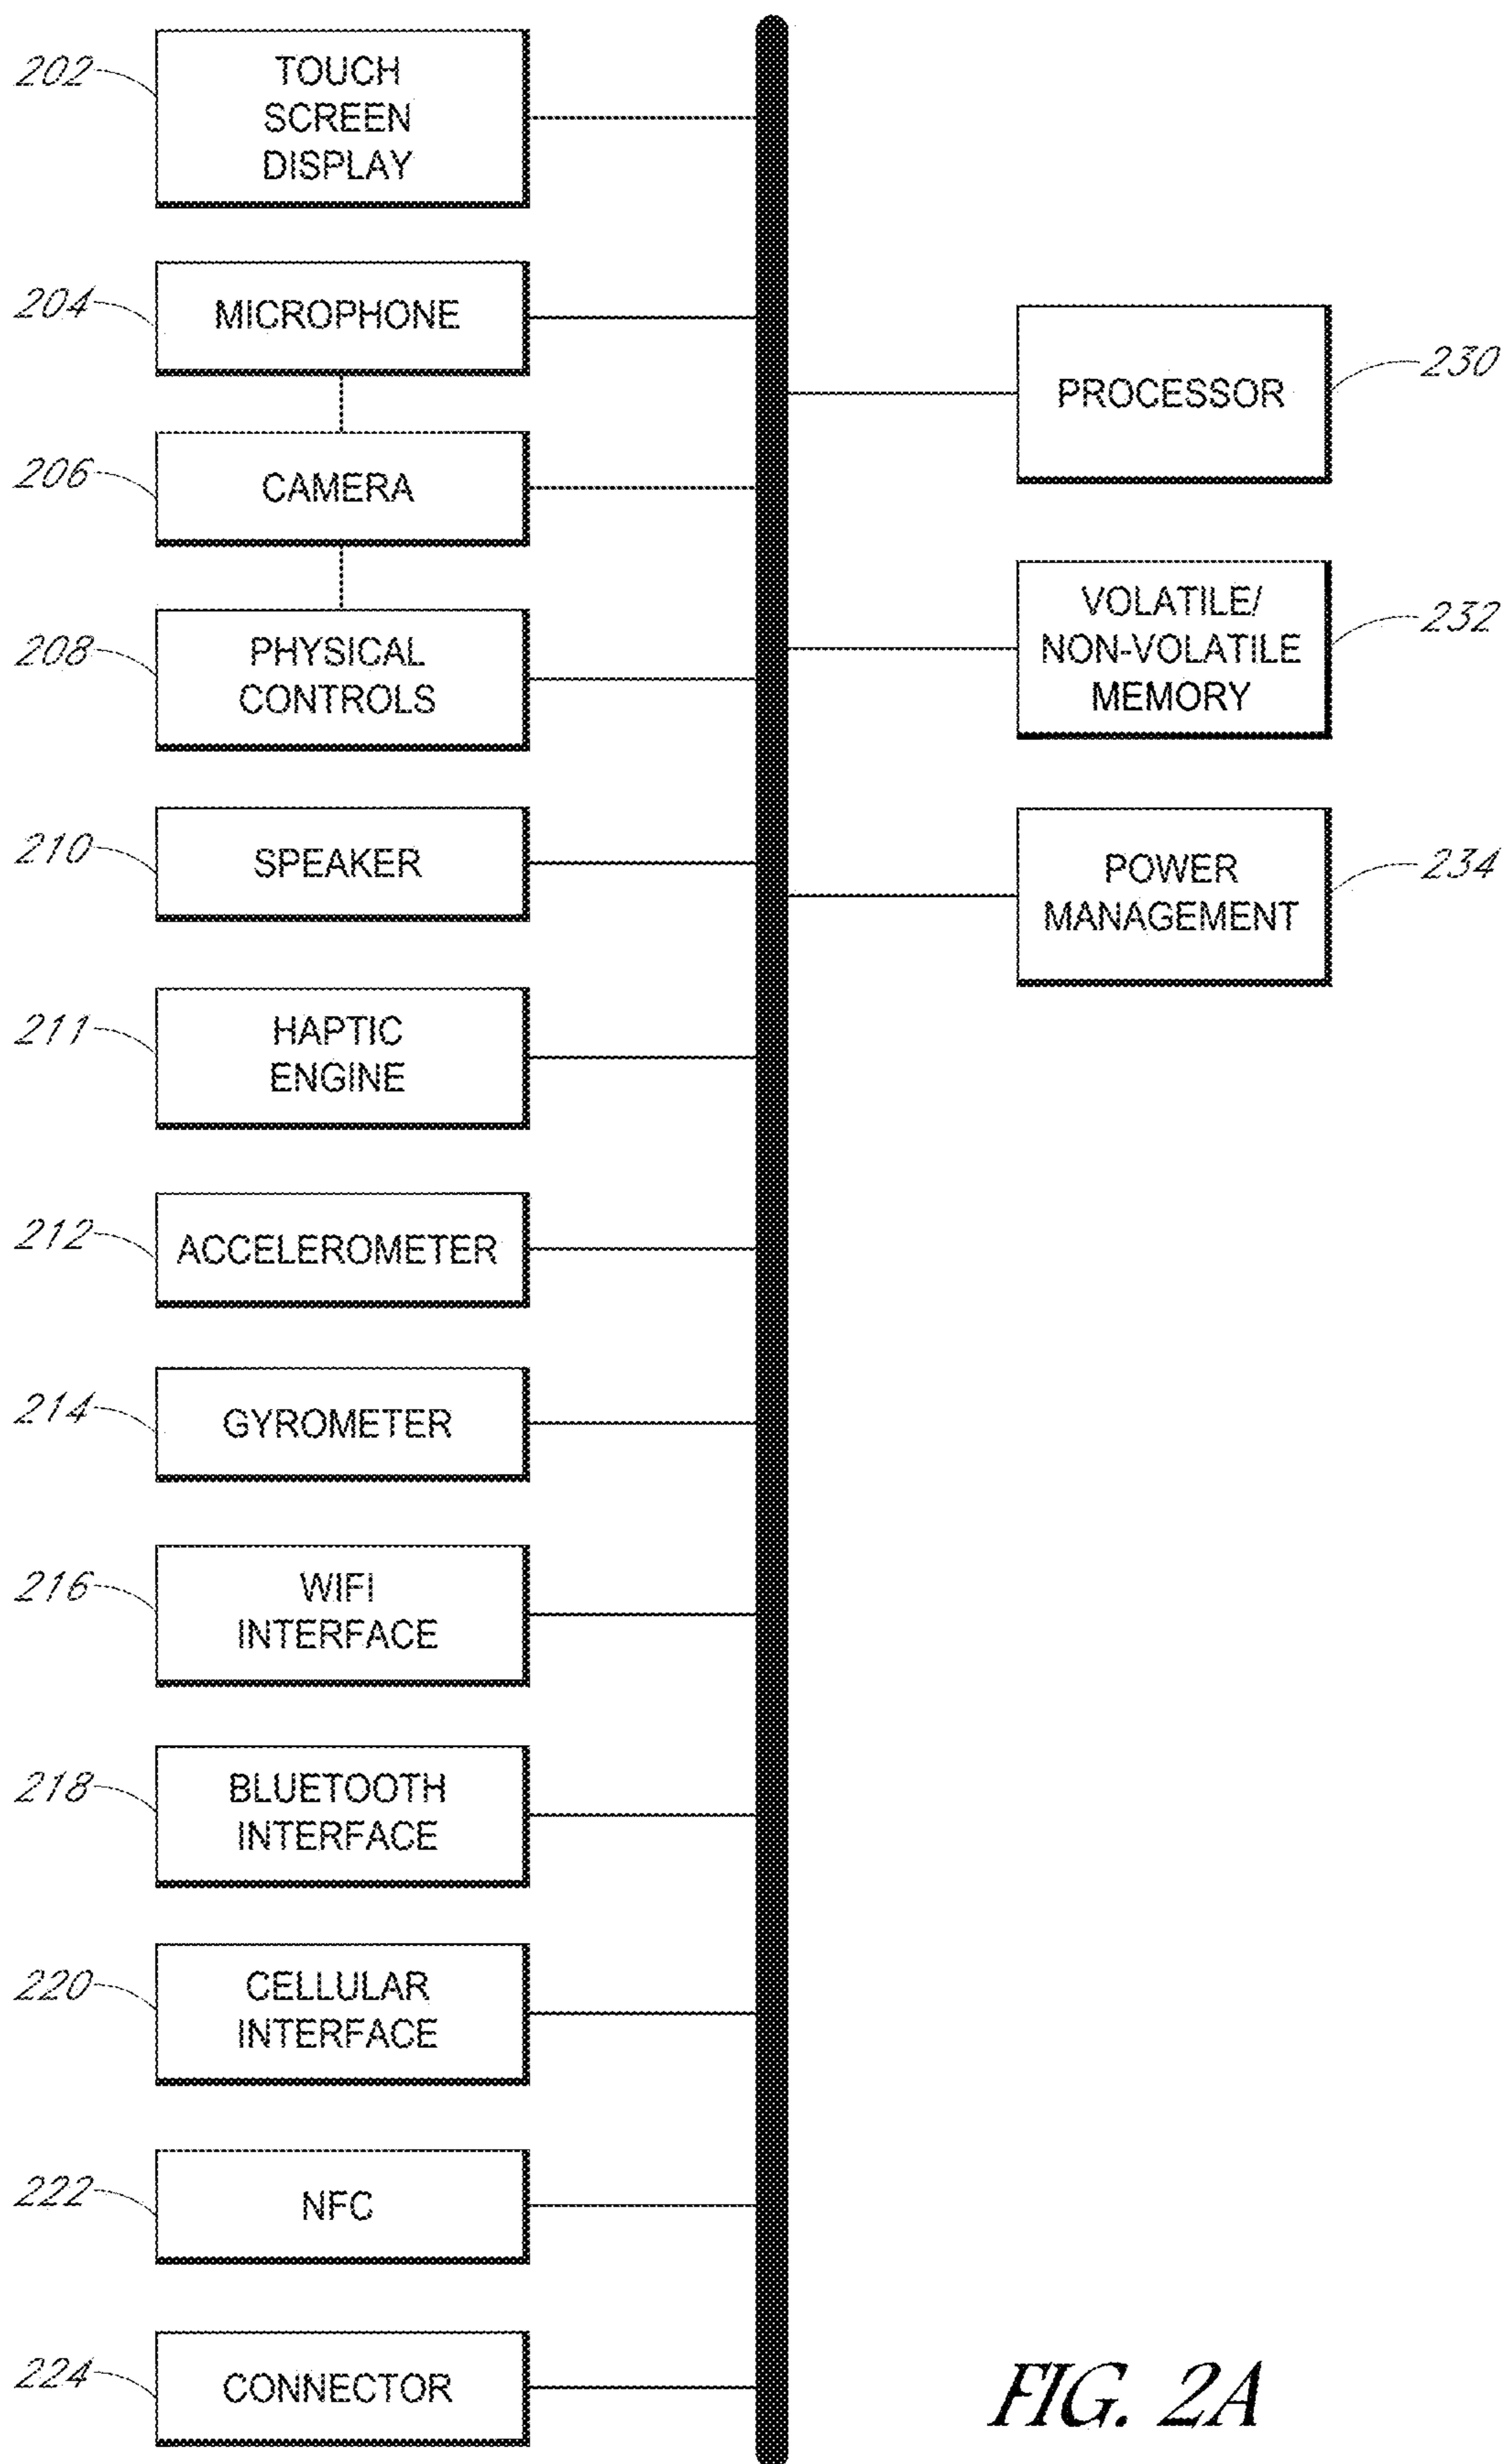 202
TOUCH
SCREEN
DISPLAY
204
MICROPHONE
206
CAMERA
208
PHYSICAL
CONTROLS
210
SPEAKER
211
HAPTIC
ENGINE
212
ACCELEROMETER
214
GYROMETER
216
WIFI
INTERFACE
218
BLUETOOTH
INTERFACE
220
CELLULAR
INTERFACE
222
NFC
224
CONNECTOR
PROCESSOR
230
VOLATILE/
NON-VOLATILE
MEMORY
232
POWER
MANAGEMENT
234
FIG. 2A